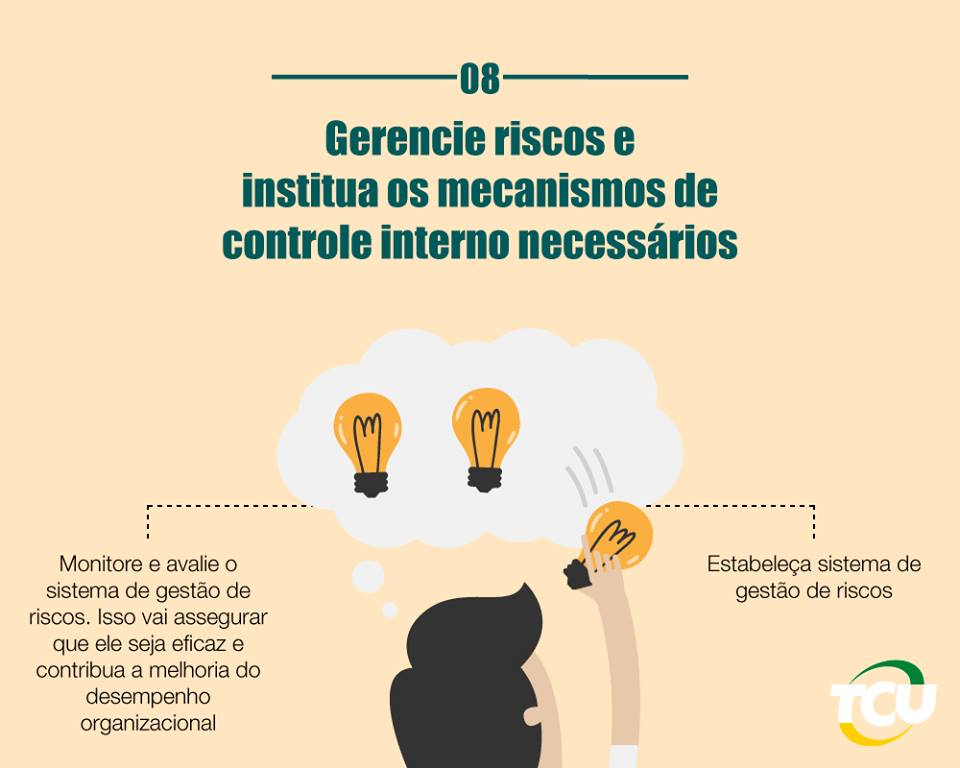 08
Gerencie riscos e
institua os mecanismos de
controle interno necessários
Monitore e avalie o
sistema de gestão de
riscos. Isso vai assegurar
que ele seja eficaz e
contribua a melhoria do
desempenho
organizacional
Estabeleça sistema de
gestão de riscos
TCU